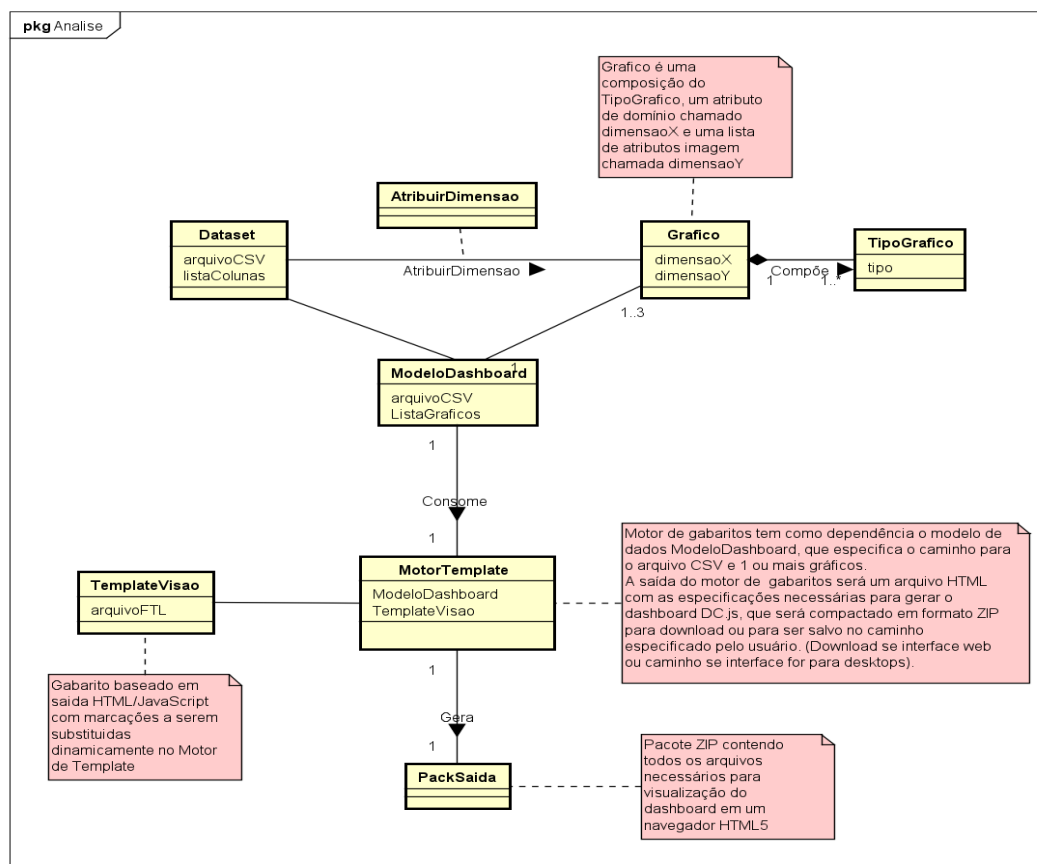 pkg Analise
Grafico é uma
composição do
TipoGrafico, um atributo
de domínio chamado
dimensaoX e uma lista
de atributos imagem
chamada dimensaoY
AtribuirDimensao
Dataset
arquivoCSV
listaColunas
AtribuirDimensao
Grafico
dimensaoX
dimensaoY
Compõe
1
1..*
TipoGrafico
tipo
1..3
1
ModeloDashboard
arquivoCSV
ListaGraficos
1
Consome
1
MotorTemplate
ModeloDashboard
TemplateVisao
Motor de gabaritos tem como dependência o modelo de
dados ModeloDashboard, que especifica o caminho para
o arquivo CSV e 1 ou mais gráficos.
A saída do motor de gabaritos será um arquivo HTML
com as especificações necessárias para gerar o
dashboard DC.js, que será compactado em formato ZIP
para download ou para ser salvo no caminho
especificado pelo usuário. (Download se interface web
ou caminho se interface for para desktops).
TemplateVisao
arquivoFTL
Gabarito baseado em
saida HTML/JavaScript
com marcações a serem
substituidas
dinamicamente no Motor
de Template
1
Gera
1
PackSaida
Pacote ZIP contendo
todos os arquivos
necessários para
visualização do
dashboard em um
navegador HTML5